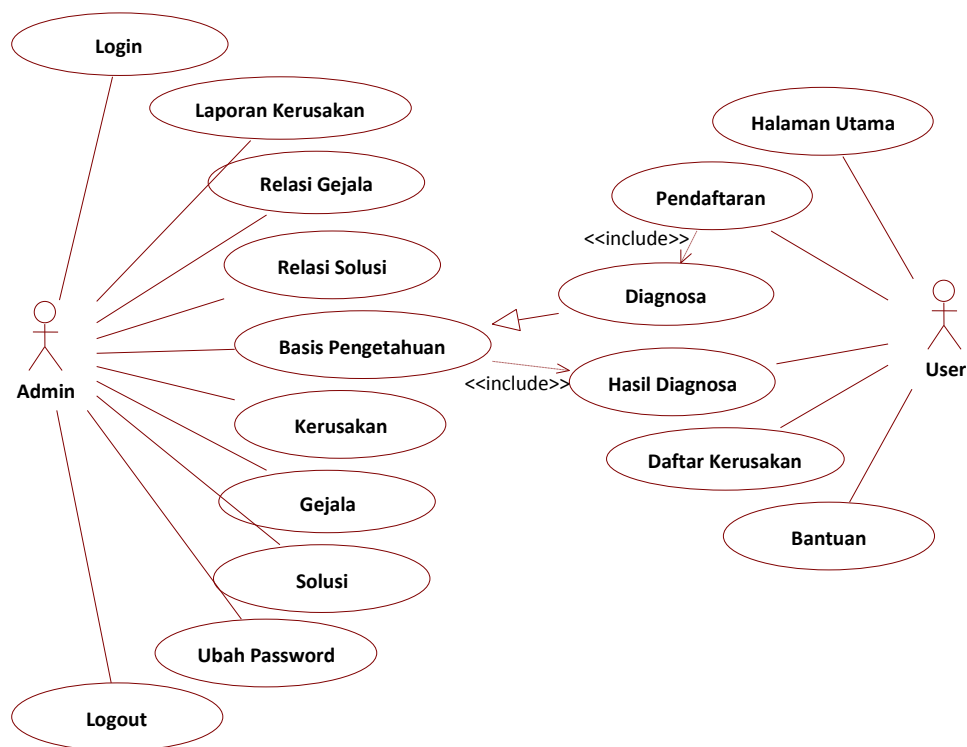 Login
Laporan Kerusakan
Halaman Utama
Relasi Gejala
Pendaftaran
<<include>>
Relasi Solusi
Diagnosa
Basis Pengetahuan
Admin
User
<<include>>
Hasil Diagnosa
Kerusakan
Daftar Kerusakan
Gejala
Bantuan
Solusi
Ubah Password
Logout